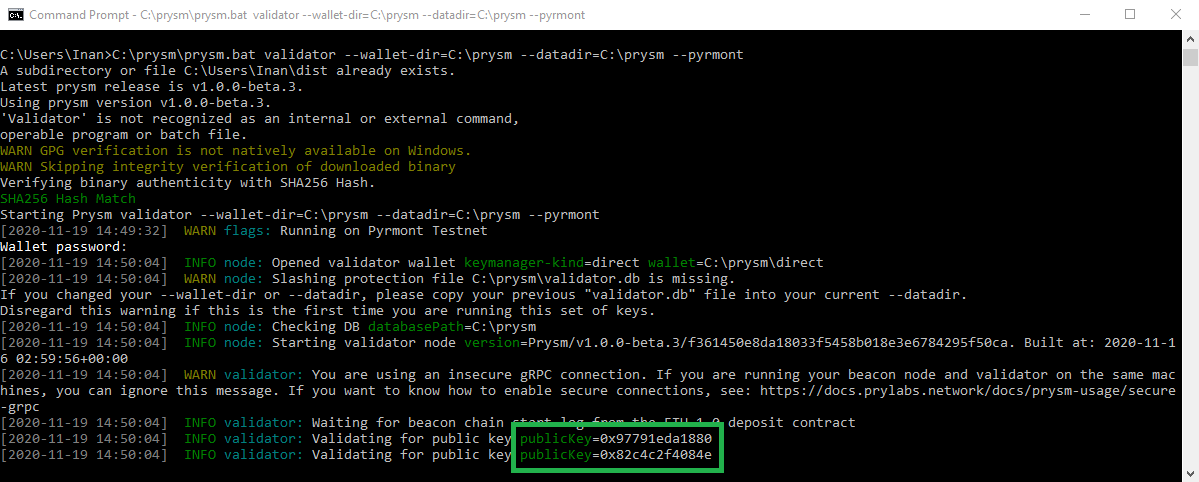 Command Prompt - C:\prysm\prysm.bat validator --wallet-dir=C:\prysm --datadir=C:\prysm --pyrmont
C:\Users\Inan>C:\prysm\prysm.bat validator --wallet-dir=C:\prysm --datadir=C:\prysm --pyrmont
A subdirectory or file C:\Users\Inan\dist already exists.
Latest prysm release is v1.0.0-beta.3.
Using prysm version v1.0.0-beta.3.
'Validator' is not recognized as an internal or external command,
operable program or batch file.
WARN GPG verification is not natively available on Windows.
WARN Skipping integrity verification of downloaded binary
Verifying binary authenticity with SHA256 Hash.
SHA256 Hash Match
Starting Prysm validator --wallet-dir=C:\prysm --datadir=C:\prysm --pyrmont
[2020-11-19 14:49:32]  WARN flags: Running on Pyrmont Testnet
Wallet password:
[2020-11-19 14:50:04]  INFO node: Opened validator wallet keymanager-kind=direct wallet=C:\prysm\direct
[2020-11-19 14:50:04]  WARN node: Slashing protection file C:\prysm\validator.db is missing.
If you changed your --wallet-dir or --datadir, please copy your previous "validator.db" file into your current --datadir.
Disregard this warning if this is the first time you are running this set of keys.
[2020-11-19 14:50:04]  INFO node: Checking DB databasePath=C:\prysm
[2020-11-19 14:50:04]  INFO node: Starting validator node version=Prysm/v1.0.0-beta.3/f361450e8da18033f5458b018e3e6784295f50ca. Built at: 2020-11-1
6 02:59:56+00:00
[2020-11-19 14:50:04]  WARN validator: You are using an insecure gRPC connection. If you are running your beacon node and validator on the same mac
hines, you can ignore this message. If you want to know how to enable secure connections, see: https://docs.prylabs.network/docs/prysm-usage/secure
-grpc
[2020-11-19 14:50:04]  INFO validator: Waiting for beacon chain start log from the ETH 1.0 deposit contract
[2020-11-19 14:50:04]  INFO validator: Validating for public key publicKey=0x97791eda1880
[2020-11-19 14:50:04]  INFO validator: Validating for public key publicKey=0x82c4c2f4084e